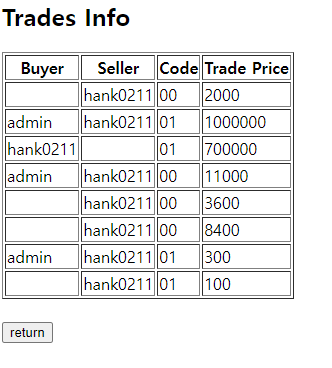 Trades Info
Buyer Seller Code Trade Price
hank0211 00 2000
admin hank0211 01 1000000
hank0211 01 700000
admin hank0211 00 11000
hank0211 00 3600
hank0211 00 8400
admin hank0211 01 300
hank0211 01 100
return